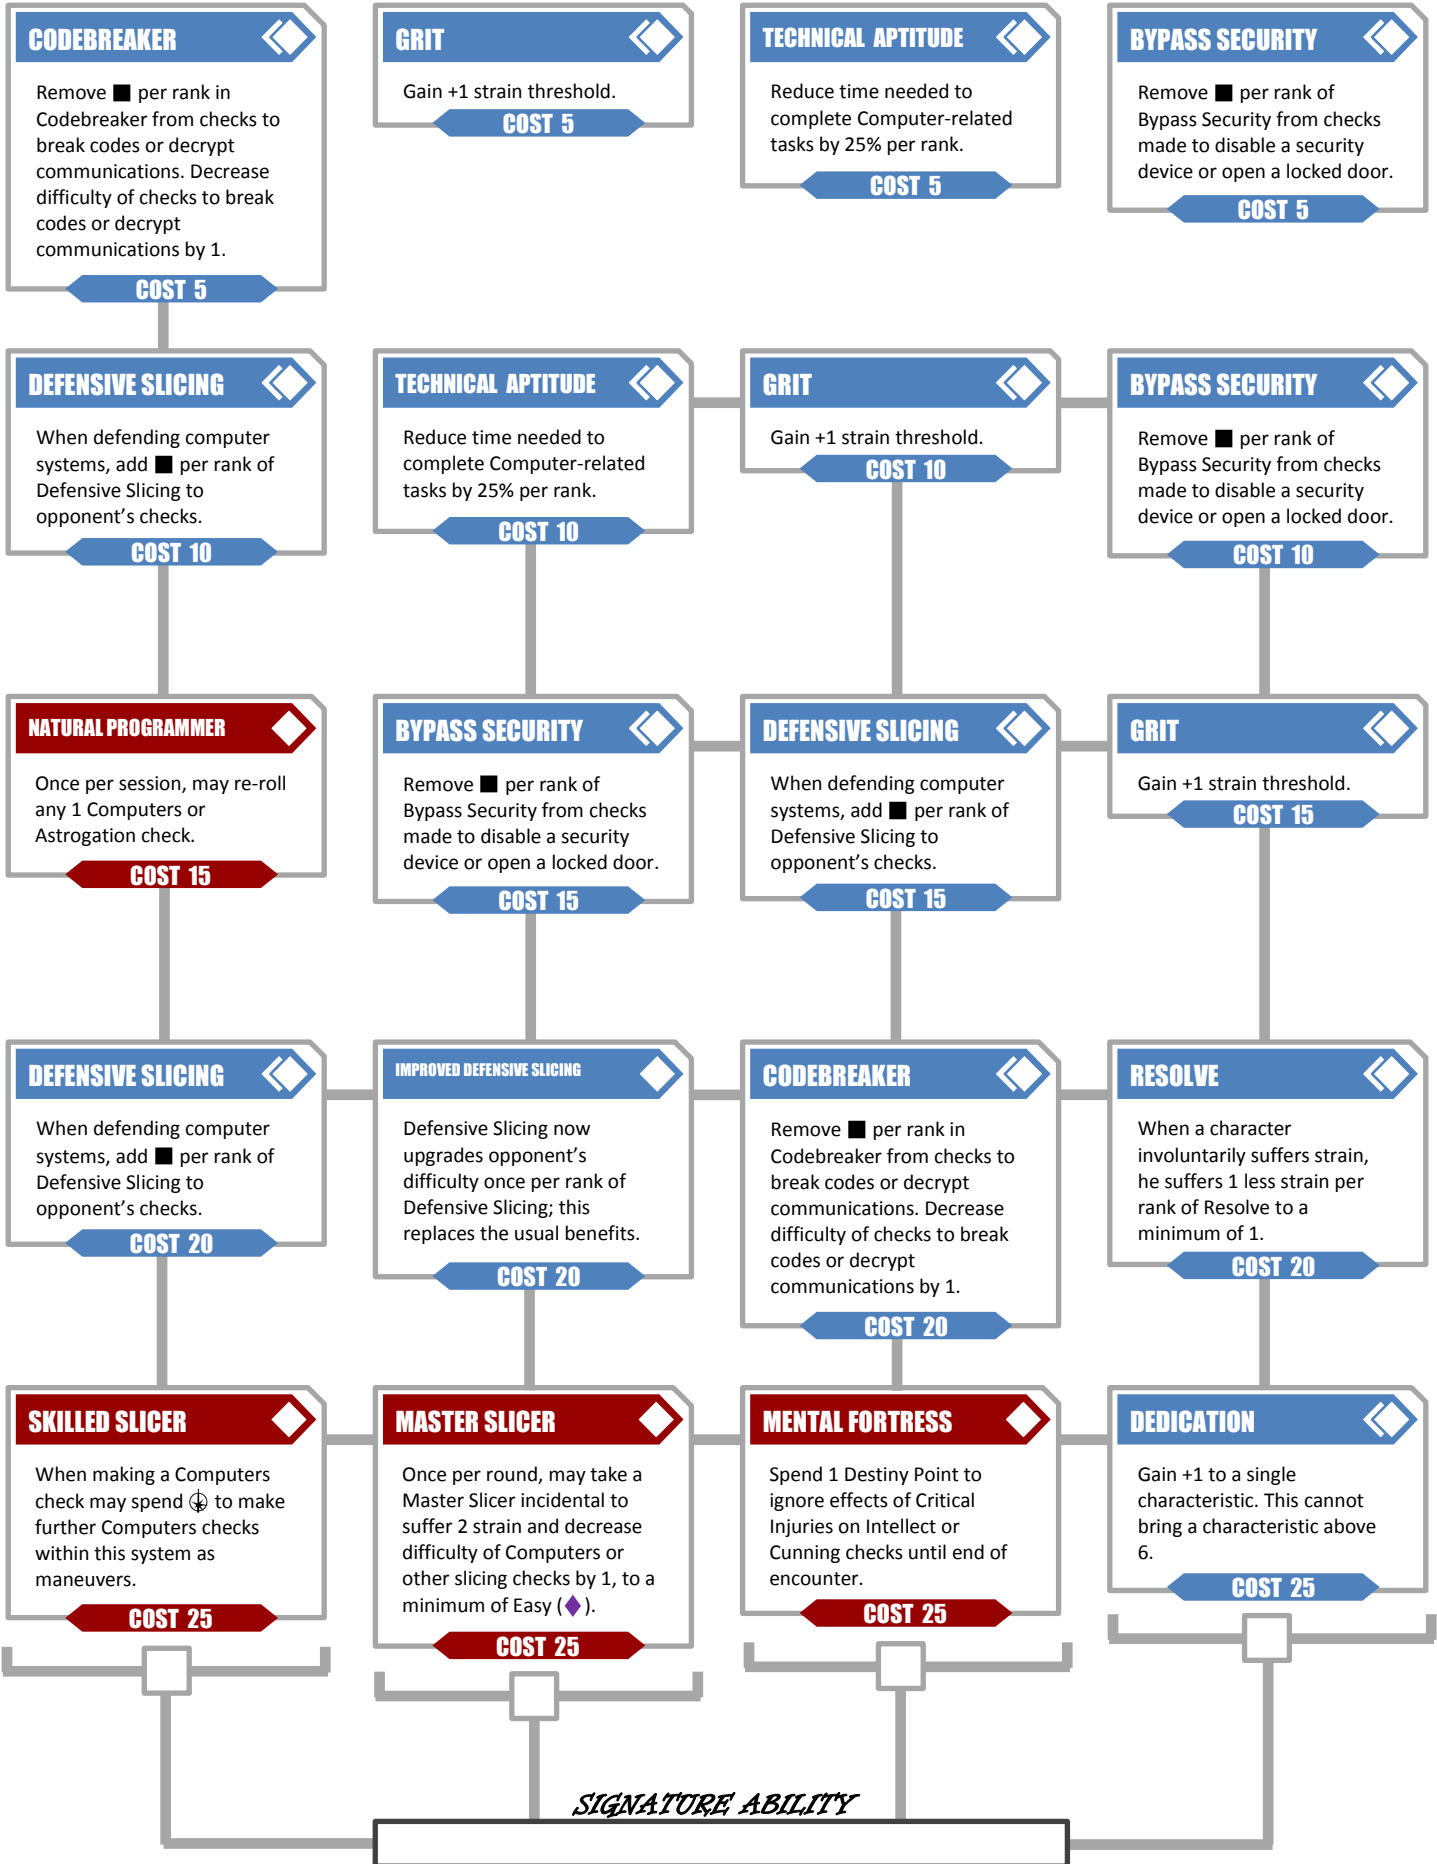 CODEBREAKER
Remove ■ per rank in
Codebreaker from checks to
break codes or decrypt
communications. Decrease
difficulty of checks to break
codes or decrypt
communications by 1.
COST 5
GRIT
Gain +1 strain threshold.
COST 5
TECHNICAL APTITUDE
Reduce time needed to
complete Computer-related
tasks by 25% per rank.
COST 5
BYPASS SECURITY
Remove ■ per rank of
Bypass Security from checks
made to disable a security
device or open a locked door.
COST 5
DEFENSIVE SLICING
When defending computer
systems, add ■ per rank of
Defensive Slicing to
opponent’s checks.
COST 10
TECHNICAL APTITUDE
Reduce time needed to
complete Computer-related
tasks by 25% per rank.
COST 10
GRIT
Gain +1 strain threshold.
COST 10
BYPASS SECURITY
Remove ■ per rank of
Bypass Security from checks
made to disable a security
device or open a locked door.
COST 10
NATURAL PROGRAMMER
Once per session, may re-roll
any 1 Computers or
Astrogation check.
COST 15
BYPASS SECURITY
Remove ■ per rank of
Bypass Security from checks
made to disable a security
device or open a locked door.
COST 15
DEFENSIVE SLICING
When defending computer
systems, add ■ per rank of
Defensive Slicing to
opponent’s checks.
COST 15
GRIT
Gain +1 strain threshold.
COST 15
DEFENSIVE SLICING
When defending computer
systems, add ■ per rank of
Defensive Slicing to
opponent’s checks.
COST 20
IMPROVED DEFENSIVE SLICING
Defensive Slicing now
upgrades opponent’s
difficulty once per rank of
Defensive Slicing; this
replaces the usual benefits.
COST 20
CODEBREAKER
Remove ■ per rank in
Codebreaker from checks to
break codes or decrypt
communications. Decrease
difficulty of checks to break
codes or decrypt
communications by 1.
COST 20
RESOLVE
When a character
involuntarily suffers strain,
he suffers 1 less strain per
rank of Resolve to a
minimum of 1.
COST 20
SKILLED SLICER
When making a Computers
check may spend to make
further Computers checks
within this system as
maneuvers.
COST 25
MASTER SLICER
Once per round, may take a
Master Slicer incidental to
suffer 2 strain and decrease
difficulty of Computers or
other slicing checks by 1, to a
minimum of Easy (♦).
COST 25
MENTAL FORTRESS
Spend 1 Destiny Point to
ignore effects of Critical
Injuries on Intellect or
Cunning checks until end of
encounter.
COST 25
DEDICATION
Gain +1 to a single
characteristic. This cannot
bring a characteristic above
6.
COST 25
SIGNATURE ABILITY